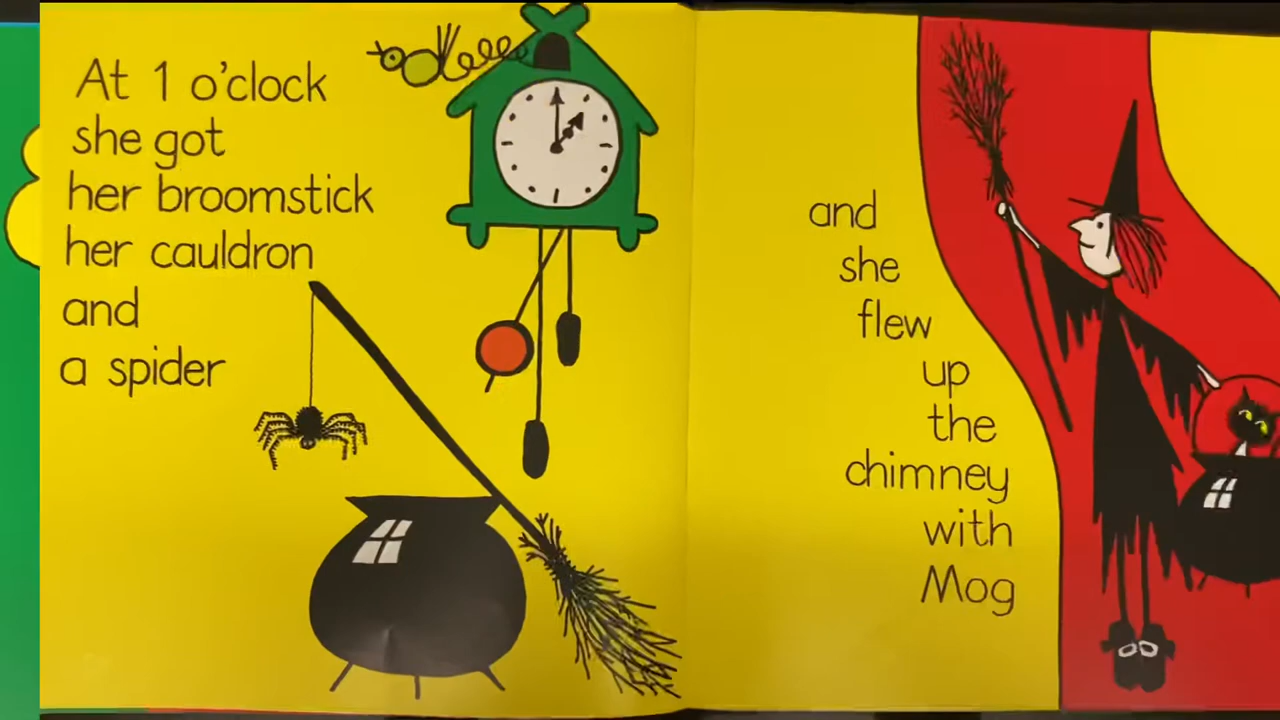 At 1 o'clock
she got
her broomstick
her cauldron
and
a spider
and
she
flew
up
the
chimney
with
Mog